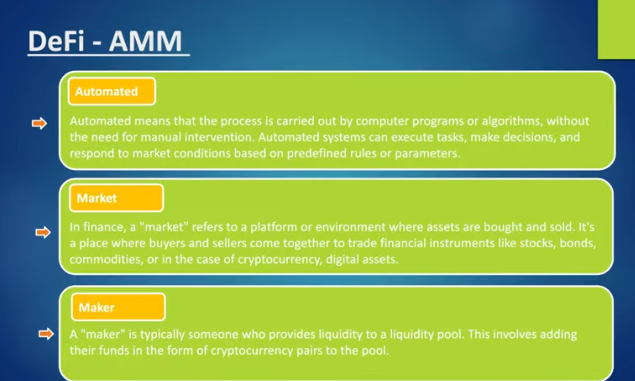 DeFi - AMM
Automated
Automated means that the process is carried out by computer programs or algorithms, without
the need for manual intervention. Automated systems can execute tasks, make decisions, and
respond to market conditions based on predefined rules or parameters.
Market
In finance, a "market" refers to a platform or environment where assets are bought and sold. It's
a place where buyers and sellers come together to trade financial instruments like stocks, bonds,
commodities, or in the case of cryptocurrency, digital assets.
Maker
A "maker" is typically someone who provides liquidity to a liquidity pool. This involves adding
their funds in the form of cryptocurrency pairs to the pool.